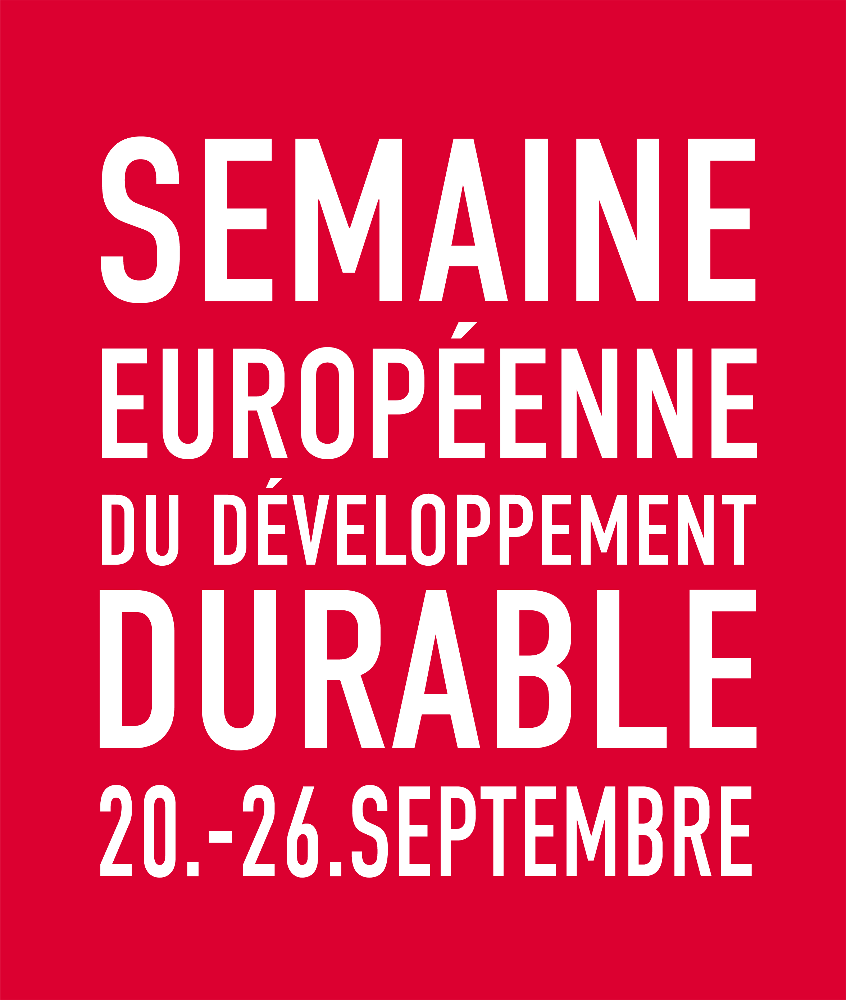 SEMAINE
EUROPÉENNE
DU DÉVELOPPEMENT
DURABLE
20.-26.SEPTEMBRE